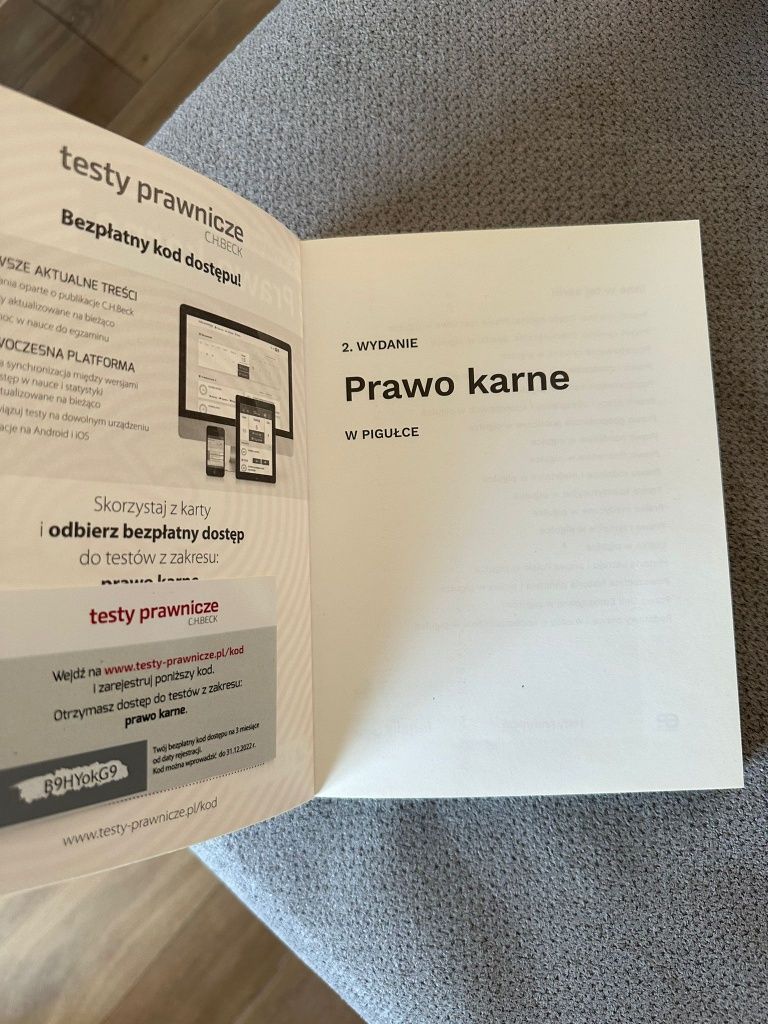 testy prawnicze
C.H.BECK
Bezpłatny kod dostępu!
AKTUALNE TREŚCI
oparte o publikacje C.H.Beck
aktualizowane na bieżąco
w nauce do egzaminu
PLATFORMA
synchronizacja między wersjami
w nauce i statystyki
na bieżąco
testy na dowolnym urządzeniu
na Android i iOS
Skorzystaj z karty
i odbierz bezpłatny dostęp
do testów z zakresu:
prawo karne
testy prawnicze
C.H.BECK
Wejdź na www.testy-prawnicze.pl/kod
i zarejestruj poniższy kod.
Otrzymasz dostęp do testów z zakresu:
prawo karne.
B9HYokG9
Twój bezpłatny kod dostępu na 3 miesiące
od daty rejestracji.
Kod można wprowadzić do 31.12.2022 r.
www.testy-prawnicze.pl/kod
2. WYDANIE
Prawo karne
W PIGUŁCE